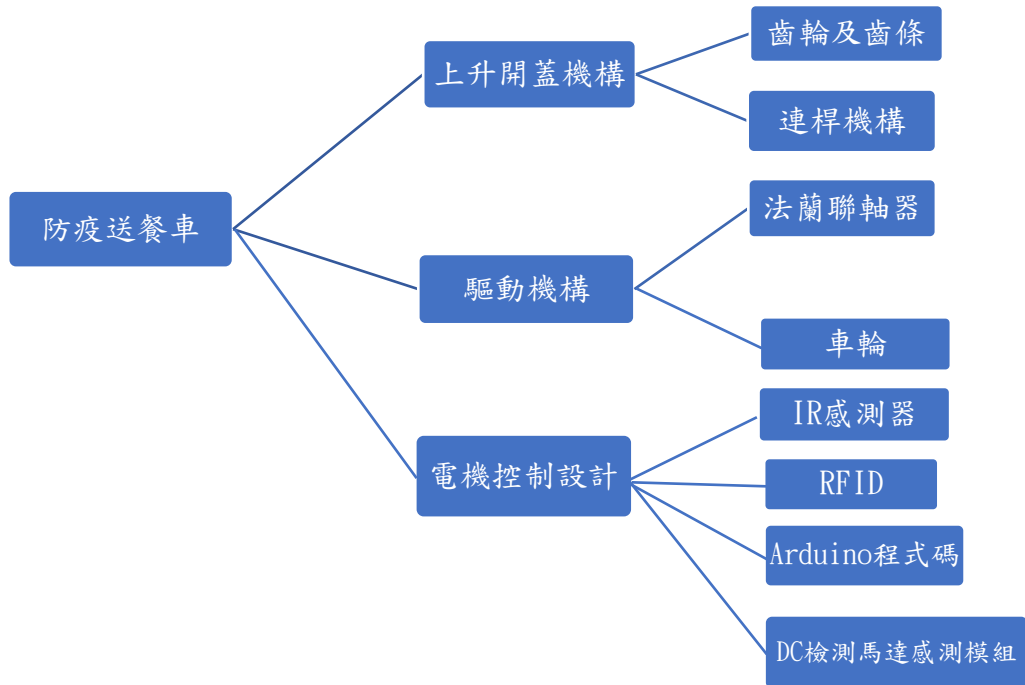 防疫送餐車
上升開蓋機構
齒輪及齒條
連桿機構
驅動機構
法蘭聯軸器
車輪
電機控制設計
IR感測器
RFID
Arduino程式碼
DC檢測馬達感測模組